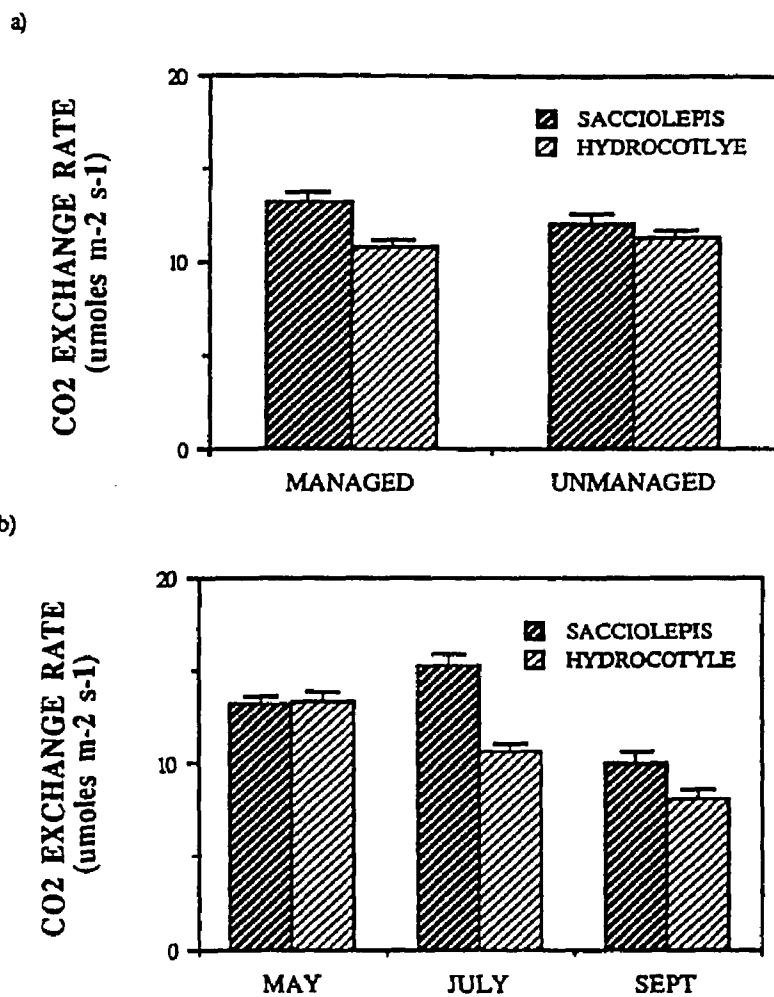 a)
20
10
0
CO2 EXCHANGE RATE
(umoles m-2 s-1)
SACCIOLEPIS
HYDROCOTLYE
MANAGED
UNMANAGED
b)
20
10
0
CO2 EXCHANGE RATE
(umoles m-2 s-1)
SACCIOLEPIS
HYDROCOTYLE
MAY
JULY
SEPT